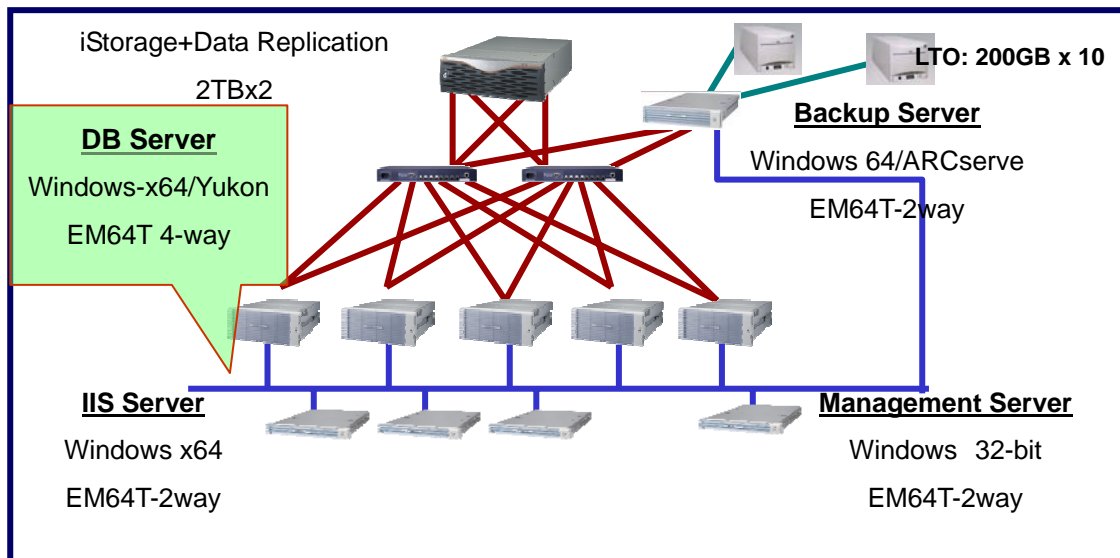 iStorage+Data Replication
2TBx2
LTO: 200GB x 10
DB Server
Windows-x64/Yukon
EM64T 4-way
Backup Server
Windows 64/ARCserve
EM64T-2way
IIS Server
Windows x64
EM64T-2way
Management Server
Windows 32-bit
EM64T-2way